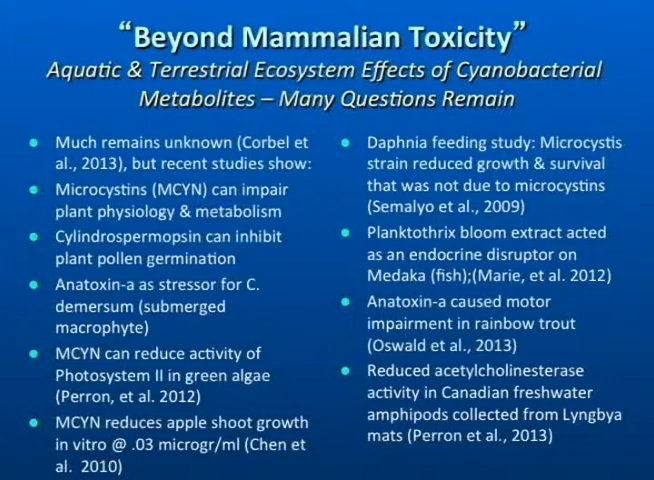 “Beyond Mammalian Toxicity”
Aquatic & Terrestrial Ecosystem Effects of Cyanobacterial
Metabolites – Many Questions Remain
• Much remains unknown (Corbel et
al., 2013), but recent studies show:
• Microcystins (MCYN) can impair
plant physiology & metabolism
• Cylindrospermopsin can inhibit
plant pollen germination
• Anatoxin-a as stressor for C.
demersum (submerged
macrophyte)
• MCYN can reduce activity of
Photosystem II in green algae
(Perron, et al. 2012)
• MCYN reduces apple shoot growth
in vitro @ .03 microgr/ml (Chen et
al. 2010)
• Daphnia feeding study: Microcystis
strain reduced growth & survival
that was not due to microcystins
(Semalyo et al., 2009)
• Planktothrix bloom extract acted
as an endocrine disruptor on
Medaka (fish);(Marie, et al. 2012)
• Anatoxin-a caused motor
impairment in rainbow trout
(Oswald et al., 2013)
• Reduced acetylcholinesterase
activity in Canadian freshwater
amphipods collected from Lyngbya
mats (Perron et al., 2013)